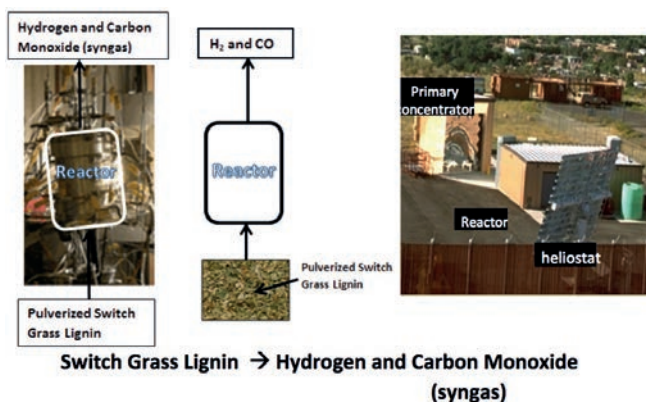 Hydrogen and Carbon
Monoxide (syngas)
Reactor
Pulverized Switch
Grass Lignin
H₂ and CO
Reactor
Pulverized Switch
Grass Lignin
Primary
concentrator
Reactor
heliostat
Switch Grass Lignin → Hydrogen and Carbon Monoxide
(syngas)